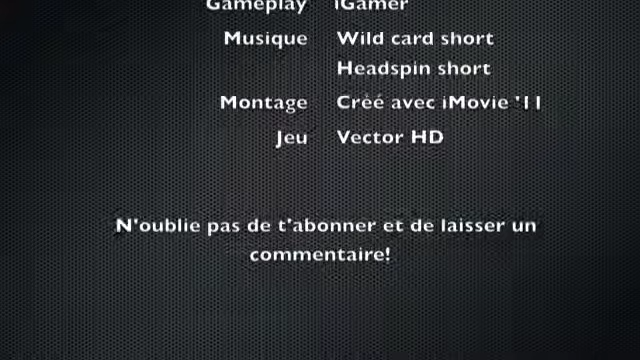 Gameplay iGamer
Musique Wild card short
Headspin short
Montage Créé avec iMovie '11
Jeu Vector HD
N'oublie pas de t'abonner et de laisser un
commentaire!